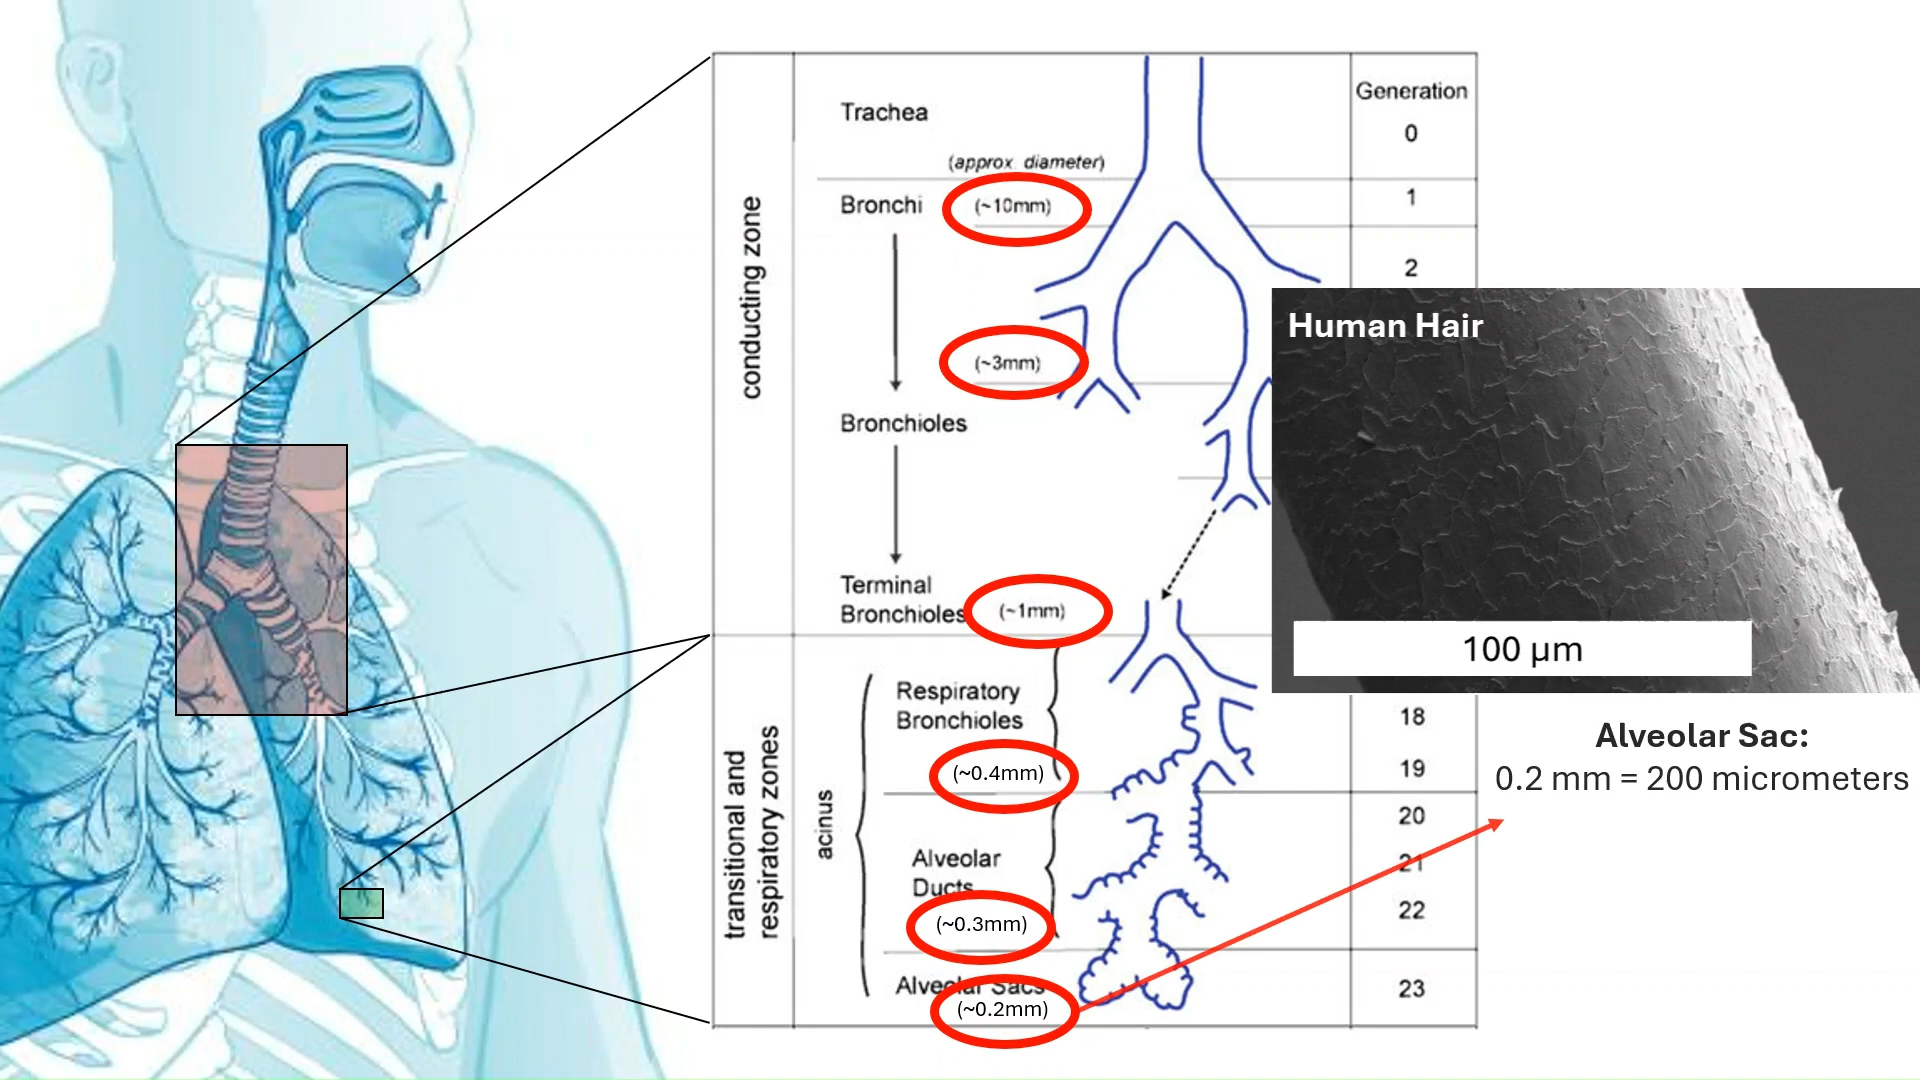 Generation
Trachea
0
(approx. diameter)
Bronchi
(~10mm)
1
2
conducting zone
(~3mm)
Bronchioles
Terminal
Bronchioles
(~1mm)
Human Hair
100 µm
transitional and
respiratory zones
acinus
Respiratory
Bronchioles
18
(~0.4mm)
19
Alveolar Sac:
0.2 mm = 200 micrometers
20
Alveolar
Ducts
21
(~0.3mm)
22
Alveolar Sacs
(~0.2mm)
23